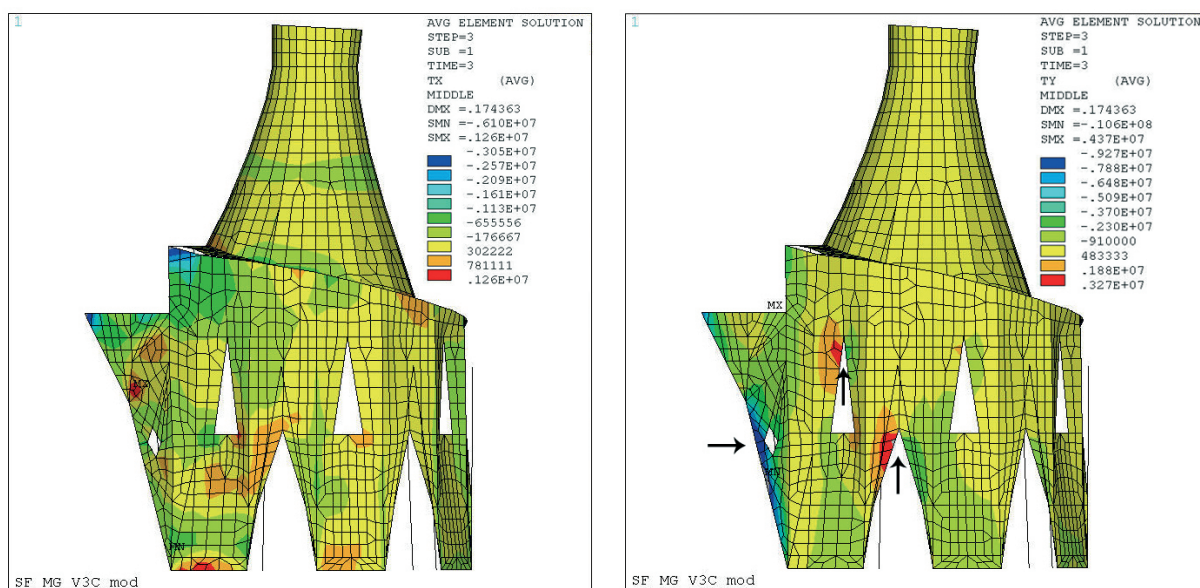 1
AVG ELEMENT SOLUTION
STEP=3
SUB =1
TIME=3
TX (AVG)
MIDDLE
DMX =.174363
SMN =-.610E+07
SMX =.126E+07
-.305E+07
-.257E+07
-.209E+07
-.161E+07
-.113E+07
-655556
-176667
302222
781111
.126E+07
MX
MN
SF MG V3C mod
1
AVG ELEMENT SOLUTION
STEP=3
SUB =1
TIME=3
TY (AVG)
MIDDLE
DMX =.174363
SMN =-.106E+08
SMX =.437E+07
-.927E+07
-.788E+07
-.648E+07
-.509E+07
-.370E+07
-.230E+07
-910000
483333
.188E+07
.327E+07
MX
MN
SF MG V3C mod